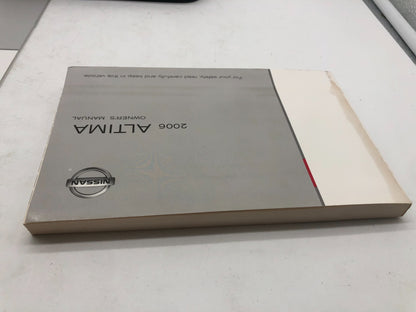 2006 ALTIMA
OWNER'S MANUAL
For your safety, read carefully and keep in this vehicle
NISSAN